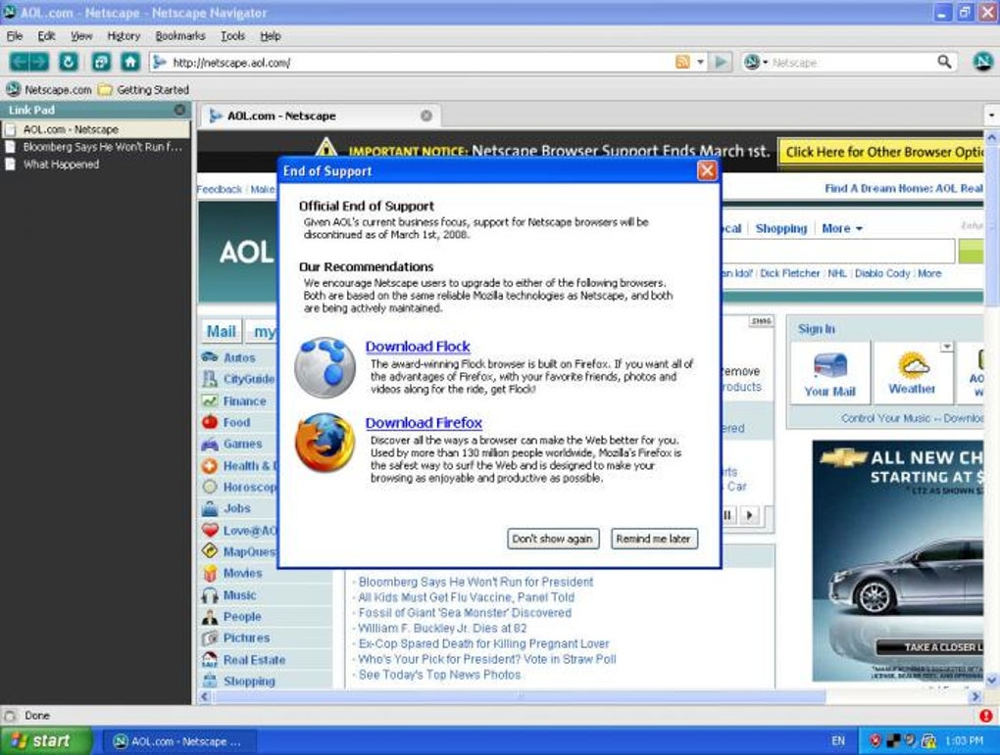 AOL.com - Netscape - Netscape Navigator
File Edit View History Bookmarks Tools Help
http://netscape.aol.com/
Netscape
Netscape.com Getting Started
Link Pad
AOL.com - Netscape
Bloomberg Says He Won't Run f...
What Happened
AOL.com - Netscape
IMPORTANT NOTICE: Netscape Browser Support Ends March 1st.
Click Here for Other Browser Optio
Feedback | Make
Find A Dream Home: AOL Real
End of Support
Official End of Support
Given AOL's current business focus, support for Netscape browsers will be
discontinued as of March 1st, 2008.
Our Recommendations
We encourage Netscape users to upgrade to either of the following browsers.
Both are based on the same reliable Mozilla technologies as Netscape, and both
are being actively maintained.
Download Flock
The award-winning Flock browser is built on Firefox. If you want all of
the advantages of Firefox, with your favorite friends, photos and
videos along for the ride, get Flock!
Download Firefox
Discover all the ways a browser can make the Web better for you.
Used by more than 130 million people worldwide, Mozilla's Firefox is
the safest way to surf the Web and is designed to make your
browsing as enjoyable and productive as possible.
Don't show again
Remind me later
AOL
cal | Shopping | More
an Idol | Dick Fletcher | NHL | Diablo Cody | More
Mail
my
Autos
CityGuide
Finance
Food
Games
Health &
Horoscop
Jobs
Love@AO
MapQues
Movies
Music
People
Pictures
Real Estate
Shopping
SHAG
emove
oducts
ered
rts
Car
Bloomberg Says He Won't Run for President
All Kids Must Get Flu Vaccine, Panel Told
Fossil of Giant 'Sea Monster' Discovered
William F. Buckley Jr. Dies at 82
Ex-Cop Spared Death for Killing Pregnant Lover
Who's Your Pick for President? Vote in Straw Poll
See Today's Top News Photos
Sign In
Your Mail
Weather
AO
Control Your Music -- Downloa
ALL NEW CH
STARTING AT $
TAKE A CLOSER L
Done
start
AOL.com - Netscape ...
EN
1:03 PM